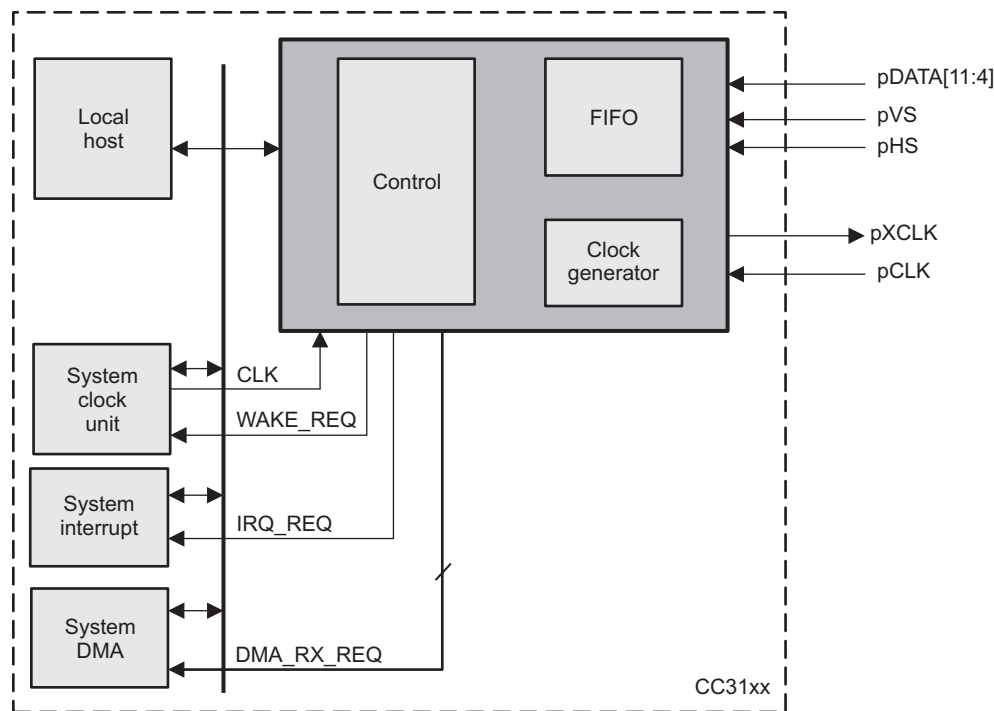 Local
host
Control
FIFO
Clock
generator
pDATA[11:4]
pVS
pHS
pXCLK
pCLK
System
clock
unit
CLK
WAKE_REQ
System
interrupt
IRQ_REQ
System
DMA
DMA_RX_REQ
CC31xx